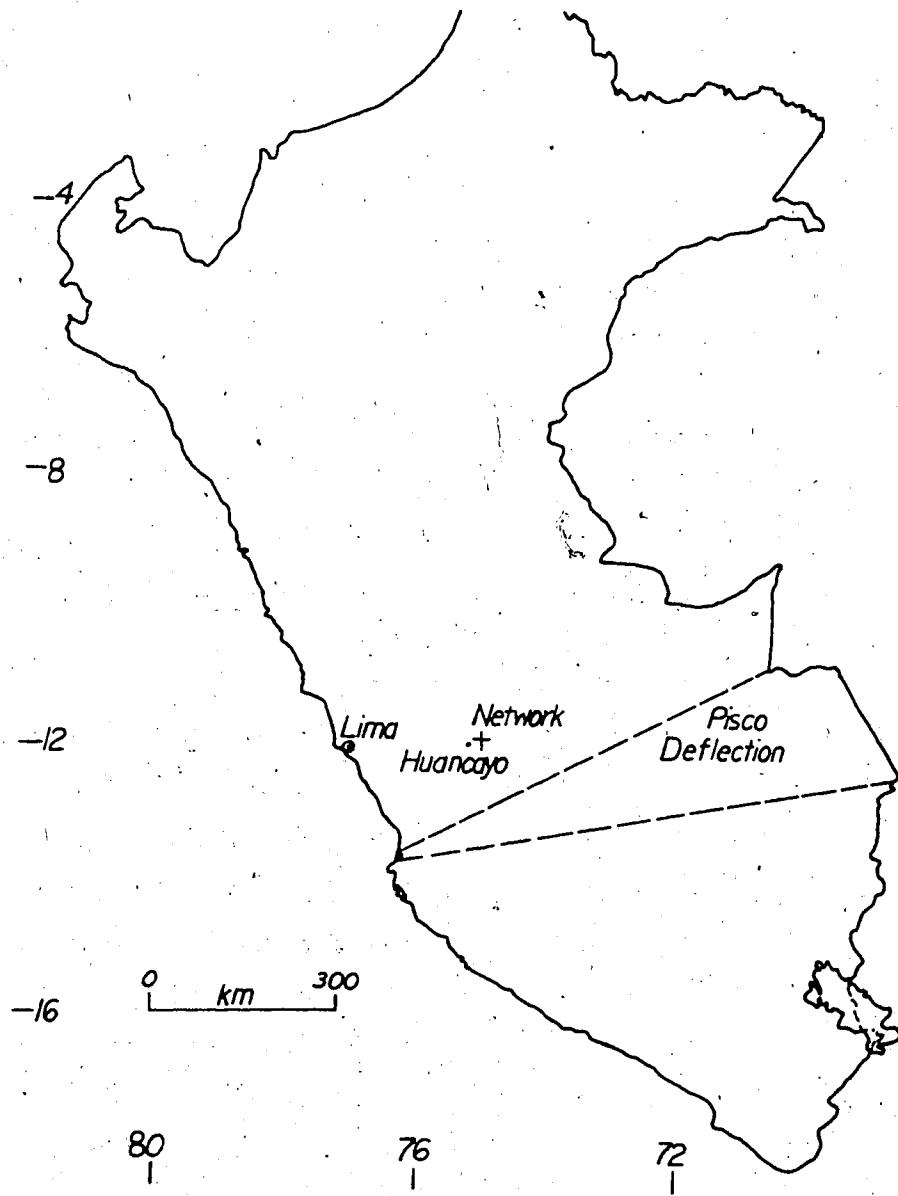 -4
-8
Network
Pisco
Lima
Deflection
-12
Huancayo
0 300
km
-16
80 76 72